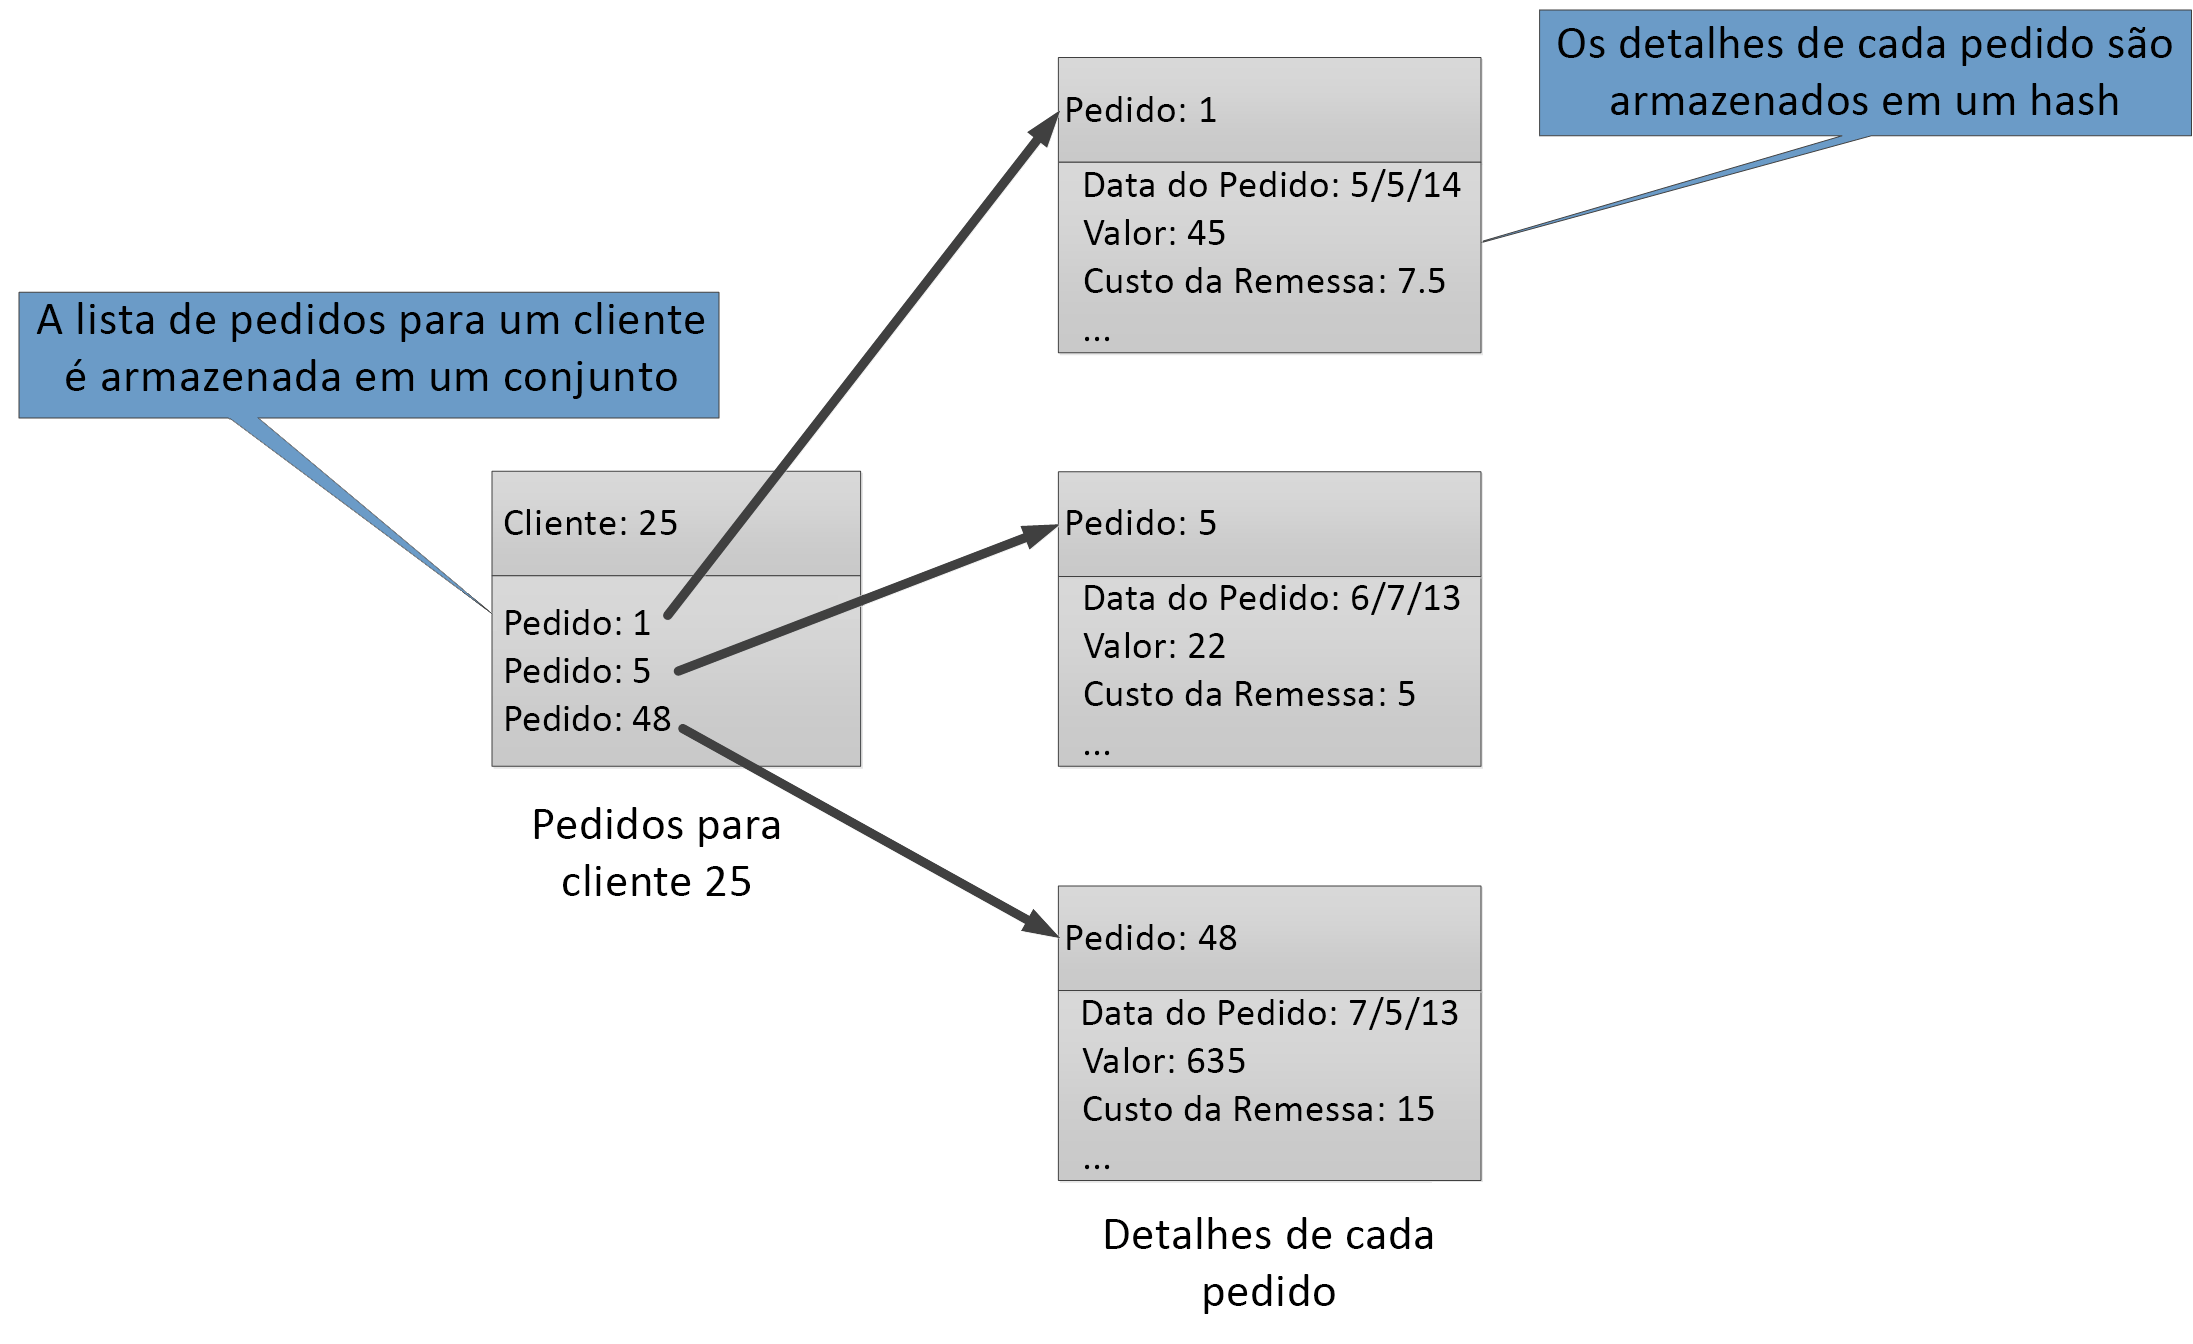 Os detalhes de cada pedido são
armazenados em um hash
Pedido: 1
Data do Pedido: 5/5/14
Valor: 45
Custo da Remessa: 7.5
...
A lista de pedidos para um cliente
é armazenada em um conjunto
Cliente: 25
Pedido: 1
Pedido: 5
Pedido: 48
Pedidos para
cliente 25
Pedido: 5
Data do Pedido: 6/7/13
Valor: 22
Custo da Remessa: 5
...
Pedido: 48
Data do Pedido: 7/5/13
Valor: 635
Custo da Remessa: 15
...
Detalhes de cada
pedido